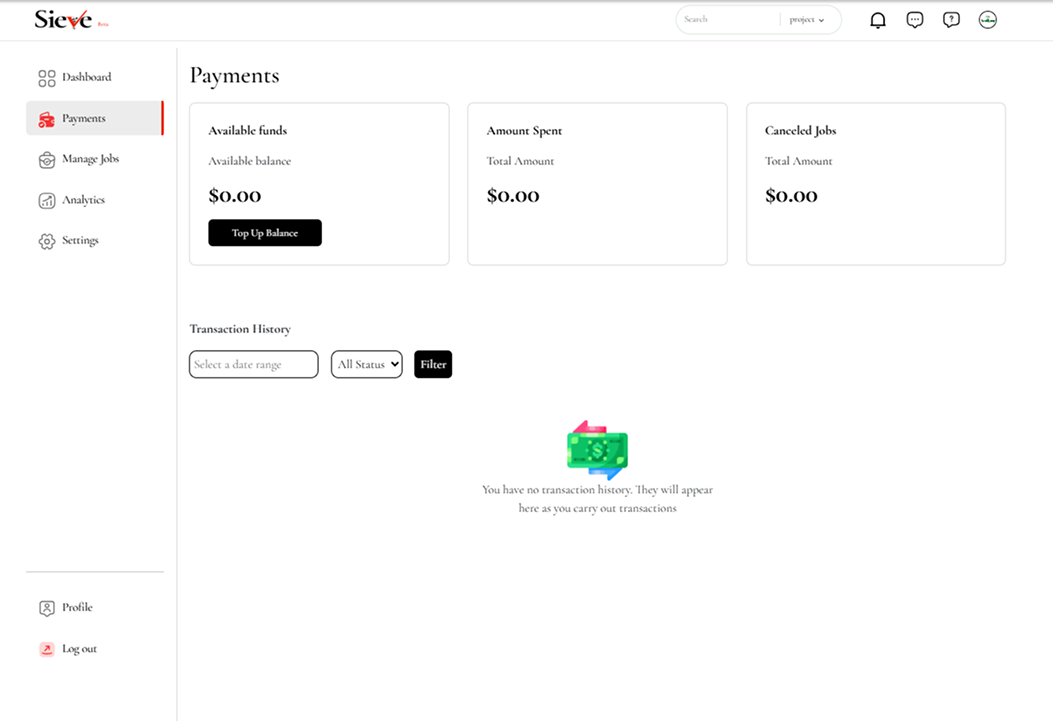 Sieve Beta
Search
project
Dashboard
Payments
Manage Jobs
Analytics
Settings
Profile
Log out
Payments
Available funds
Available balance
$0.00
Top Up Balance
Amount Spent
Total Amount
$0.00
Canceled Jobs
Total Amount
$0.00
Transaction History
Select a date range
All Status
Filter
You have no transaction history. They will appear
here as you carry out transactions